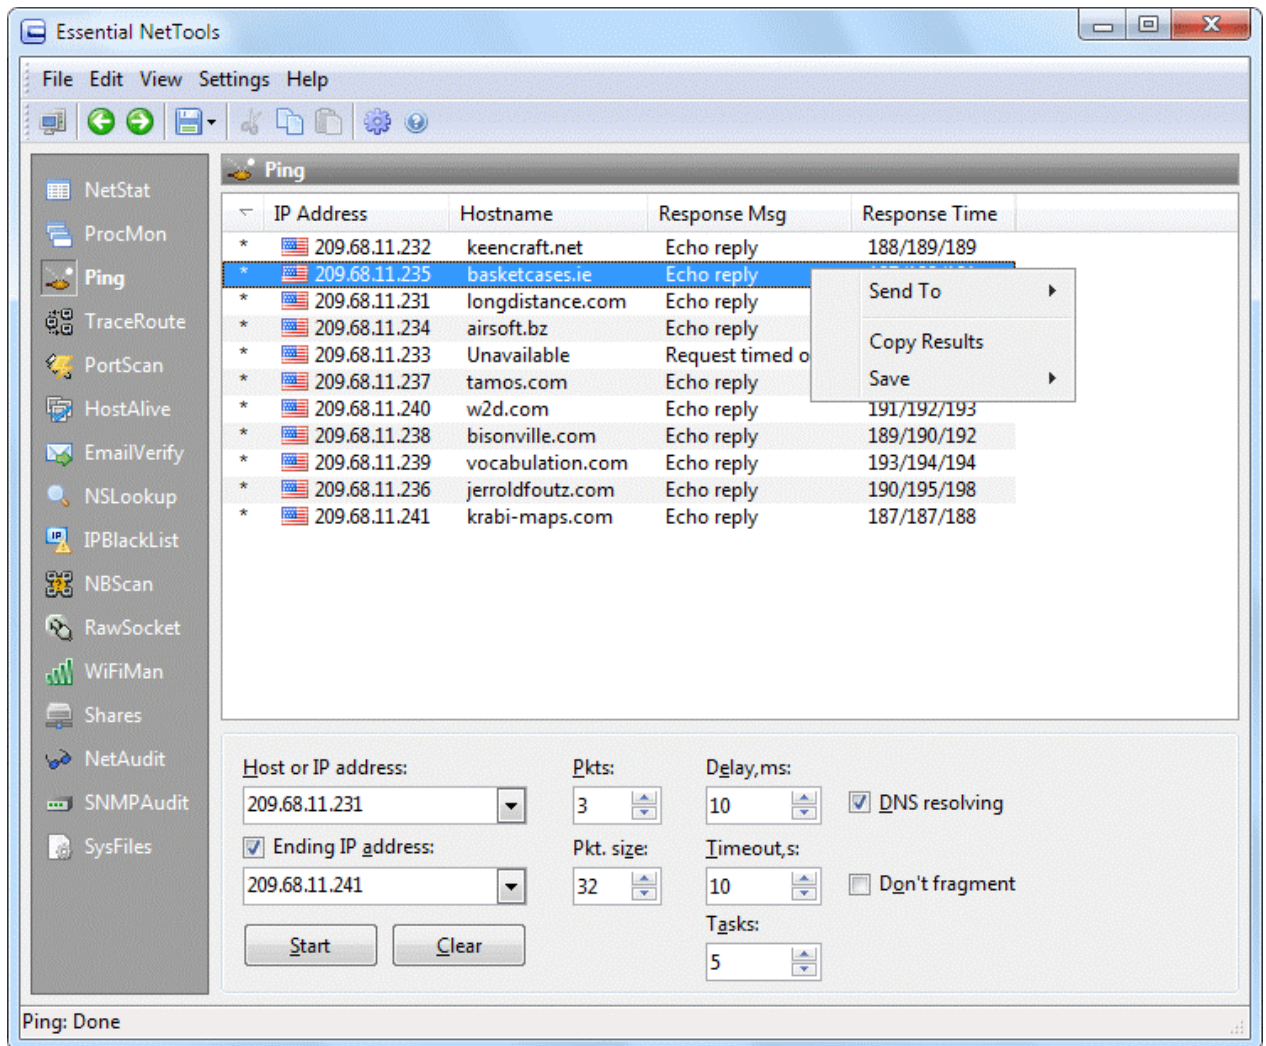 Essential NetTools
File Edit View Settings Help
NetStat
ProcMon
Ping
TraceRoute
PortScan
HostAlive
EmailVerify
NSLookup
IPBlackList
NBScan
RawSocket
WiFiMan
Shares
NetAudit
SNMPAudit
SysFiles
Ping
IP Address Hostname Response Msg Response Time
* 209.68.11.232 keencraft.net Echo reply 188/189/189
* 209.68.11.235 basketcases.ie Echo reply
* 209.68.11.231 longdistance.com Echo reply
* 209.68.11.234 airsoft.bz Echo reply
* 209.68.11.233 Unavailable Request timed o
* 209.68.11.237 tamos.com Echo reply
* 209.68.11.240 w2d.com Echo reply 191/192/193
* 209.68.11.238 bisonville.com Echo reply 189/190/192
* 209.68.11.239 vocabulation.com Echo reply 193/194/194
* 209.68.11.236 jerroldfoutz.com Echo reply 190/195/198
* 209.68.11.241 krabi-maps.com Echo reply 187/187/188
Send To
Copy Results
Save
Host or IP address: Pkts: Delay,ms:
209.68.11.231 3 10 DNS resolving
Ending IP address: Pkt. size: Timeout,s:
209.68.11.241 32 10 Don't fragment
Tasks:
Start Clear 5
Ping: Done